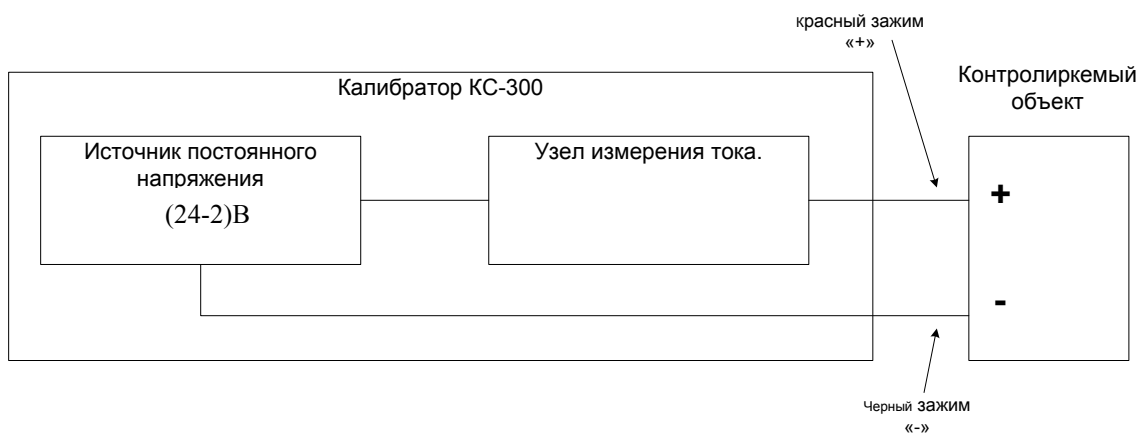 красный зажим
«+»
Калибратор КС-300
Контролиркемый
объект
Источник постоянного
напряжения
(24-2)В
Узел измерения тока.
+
-
Черный зажим
«-»